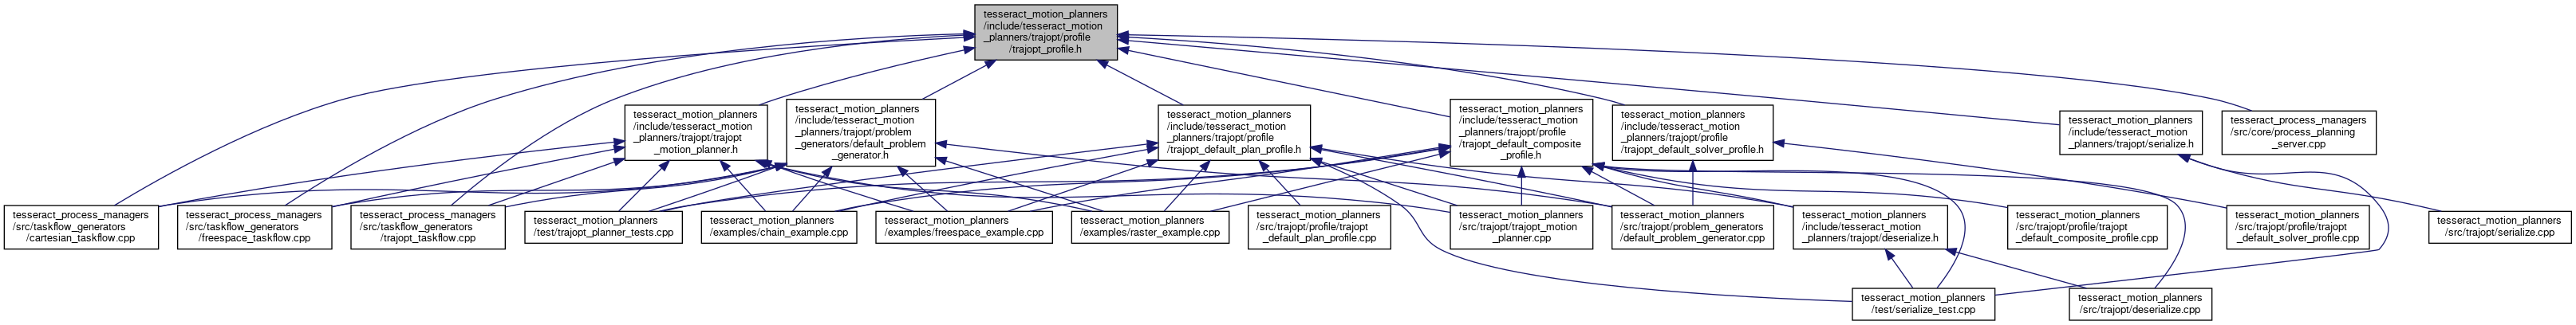 tesseract_motion_planners
/include/tesseract_motion
_planners/trajopt/profile
/trajopt_profile.h
tesseract_motion_planners
/include/tesseract_motion
_planners/trajopt/trajopt
_motion_planner.h
tesseract_motion_planners
/include/tesseract_motion
_planners/trajopt/problem
_generators/default_problem
_generator.h
tesseract_motion_planners
/include/tesseract_motion
_planners/trajopt/profile
/trajopt_default_plan_profile.h
tesseract_motion_planners
/include/tesseract_motion
_planners/trajopt/profile
/trajopt_default_composite
_profile.h
tesseract_motion_planners
/include/tesseract_motion
_planners/trajopt/profile
/trajopt_default_solver_profile.h
tesseract_motion_planners
/include/tesseract_motion
_planners/trajopt/serialize.h
tesseract_process_managers
/src/core/process_planning
_server.cpp
tesseract_process_managers
/src/taskflow_generators
/cartesian_taskflow.cpp
tesseract_process_managers
/src/taskflow_generators
/freespace_taskflow.cpp
tesseract_process_managers
/src/taskflow_generators
/trajopt_taskflow.cpp
tesseract_motion_planners
/test/trajopt_planner_tests.cpp
tesseract_motion_planners
/examples/chain_example.cpp
tesseract_motion_planners
/examples/freespace_example.cpp
tesseract_motion_planners
/examples/raster_example.cpp
tesseract_motion_planners
/src/trajopt/profile/trajopt
_default_plan_profile.cpp
tesseract_motion_planners
/src/trajopt/trajopt_motion
_planner.cpp
tesseract_motion_planners
/src/trajopt/problem_generators
/default_problem_generator.cpp
tesseract_motion_planners
/include/tesseract_motion
_planners/trajopt/deserialize.h
tesseract_motion_planners
/src/trajopt/profile/trajopt
_default_composite_profile.cpp
tesseract_motion_planners
/src/trajopt/profile/trajopt
_default_solver_profile.cpp
tesseract_motion_planners
/src/trajopt/serialize.cpp
tesseract_motion_planners
/test/serialize_test.cpp
tesseract_motion_planners
/src/trajopt/deserialize.cpp